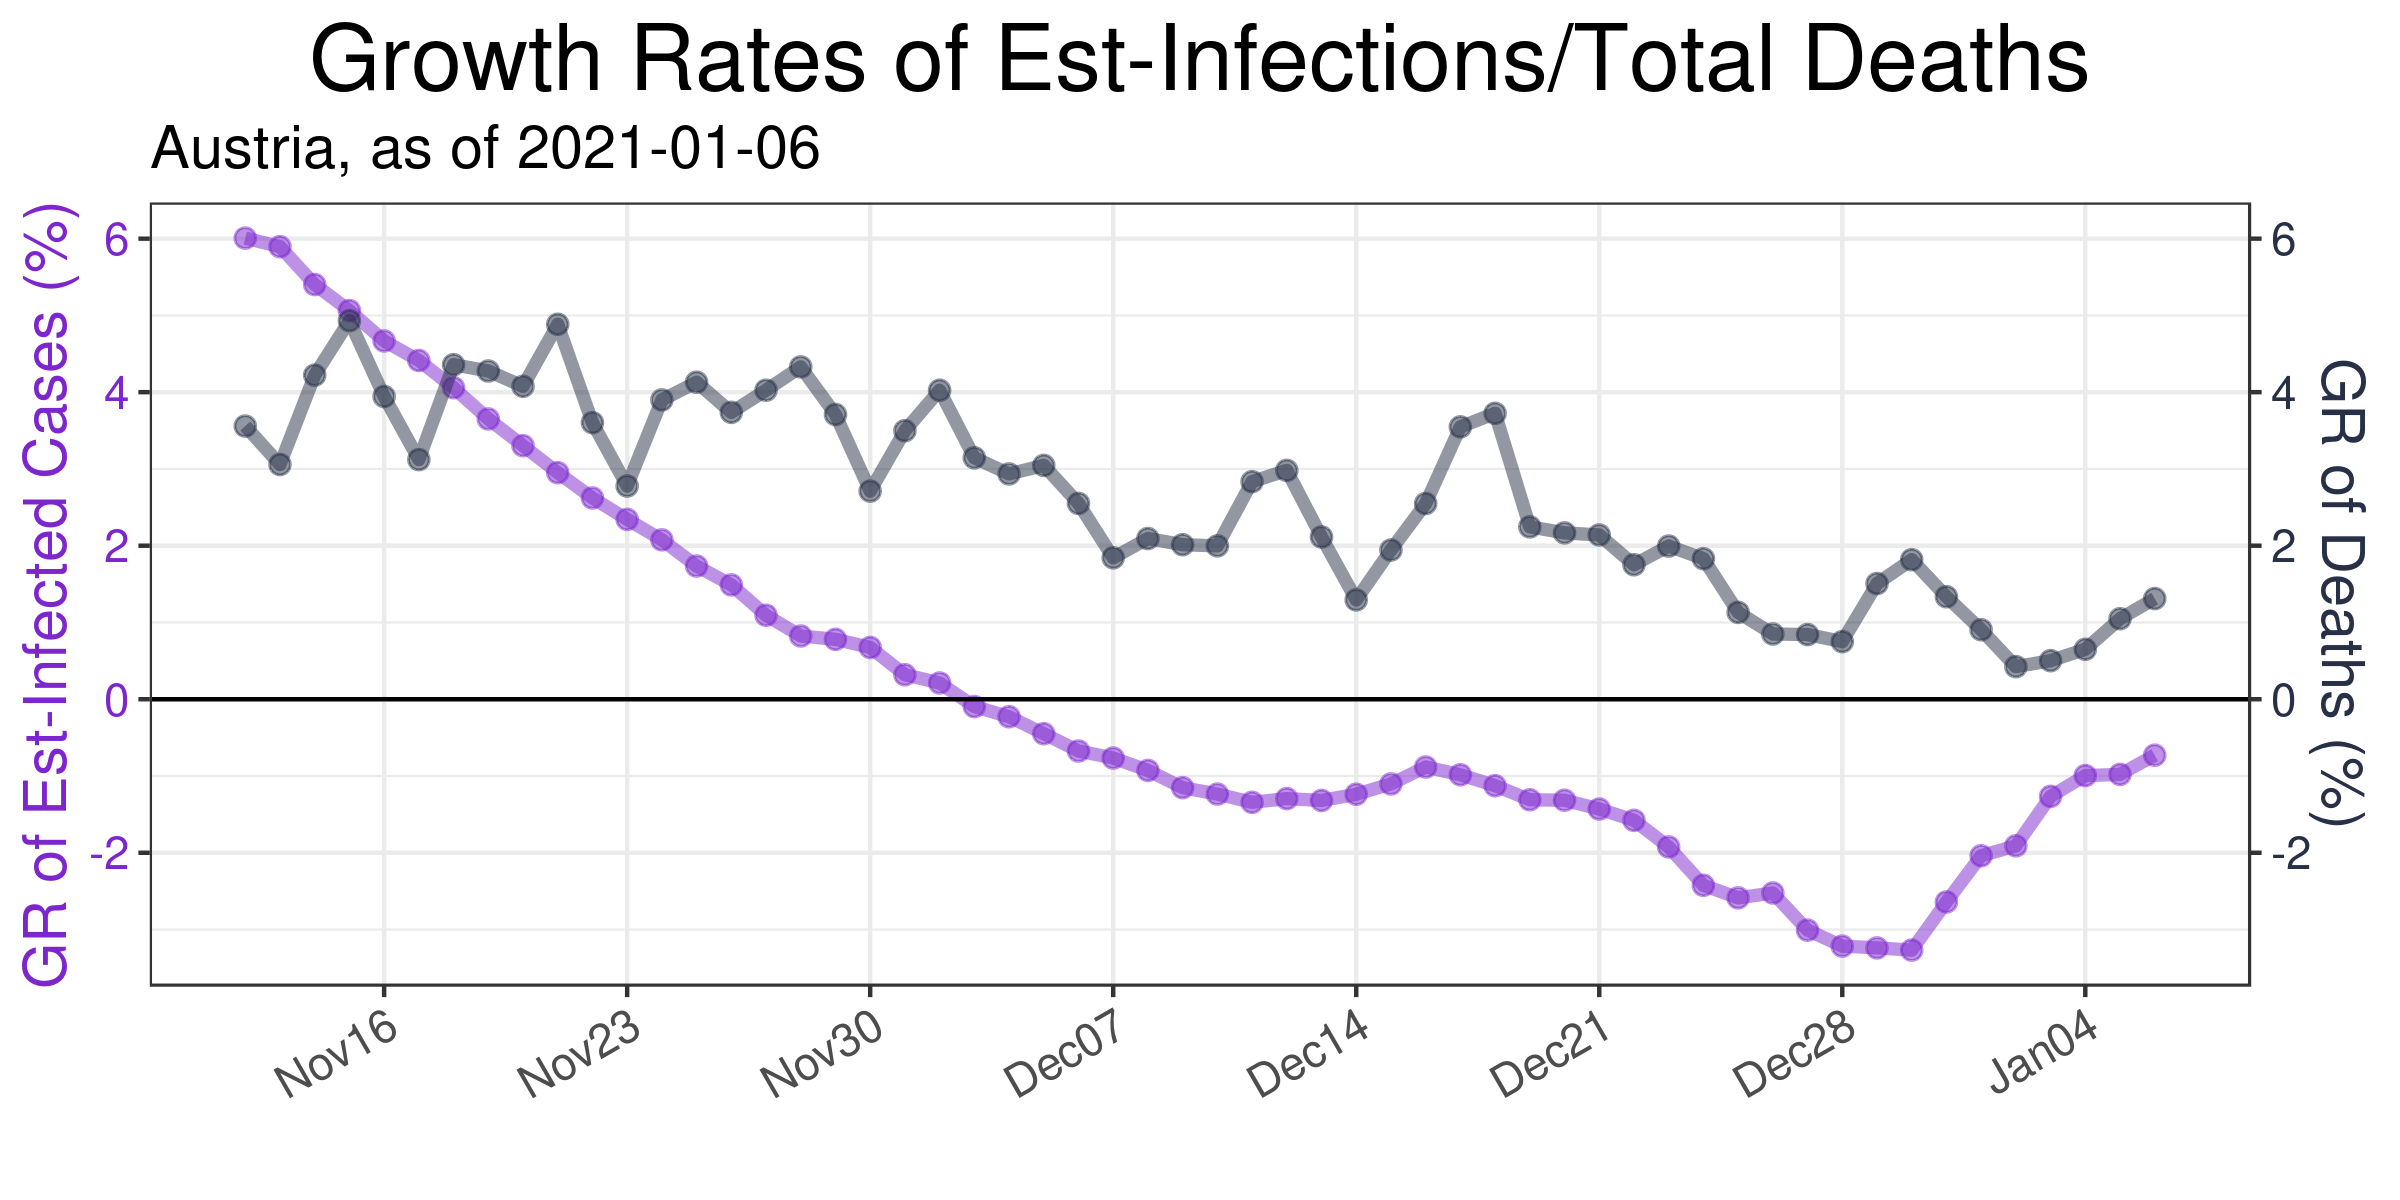 Growth Rates of Est-Infections/Total Deaths
Austria, as of 2021-01-06
GR of Est-Infected Cases (%)
6
4
2
0
-2
6
4
2
0
-2
GR of Deaths (%)
Nov16
Nov23
Nov30
Dec07
Dec14
Dec21
Dec28
Jan04